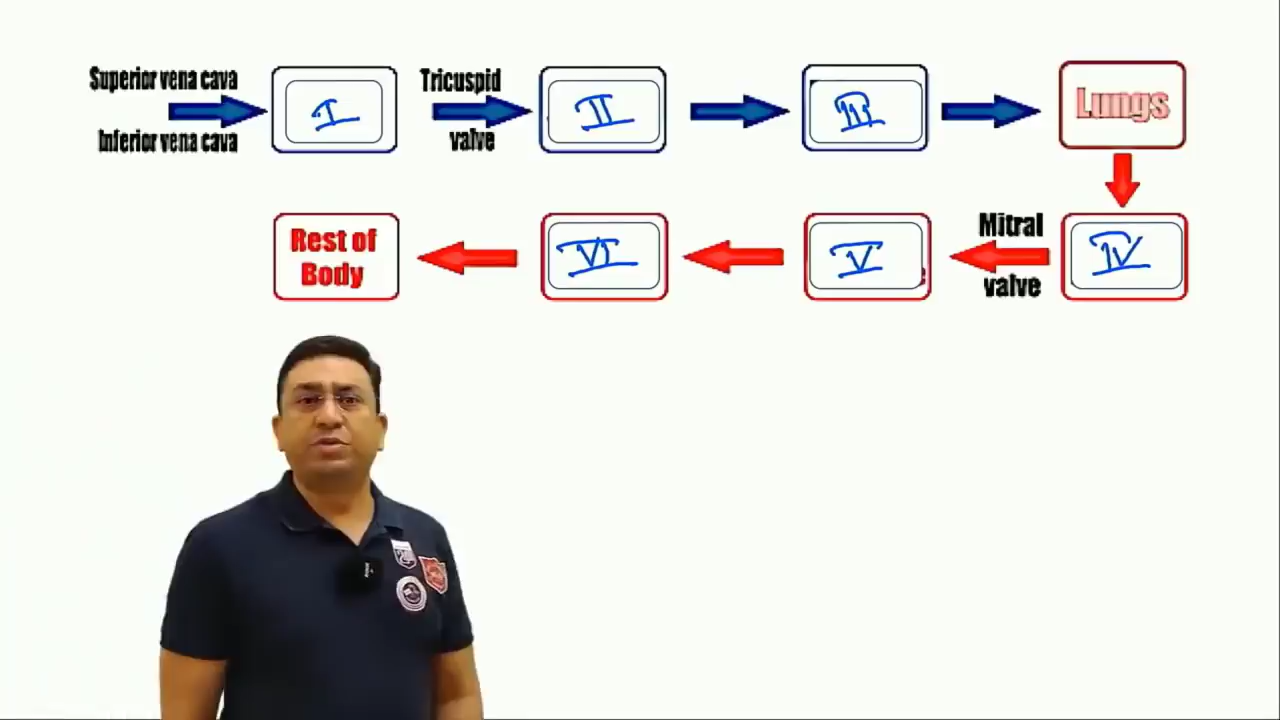 Superior vena cava
Inferior vena cava
I
Tricuspid
valve
II
III
Lungs
Rest of
Body
VI
V
Mitral
valve
IV